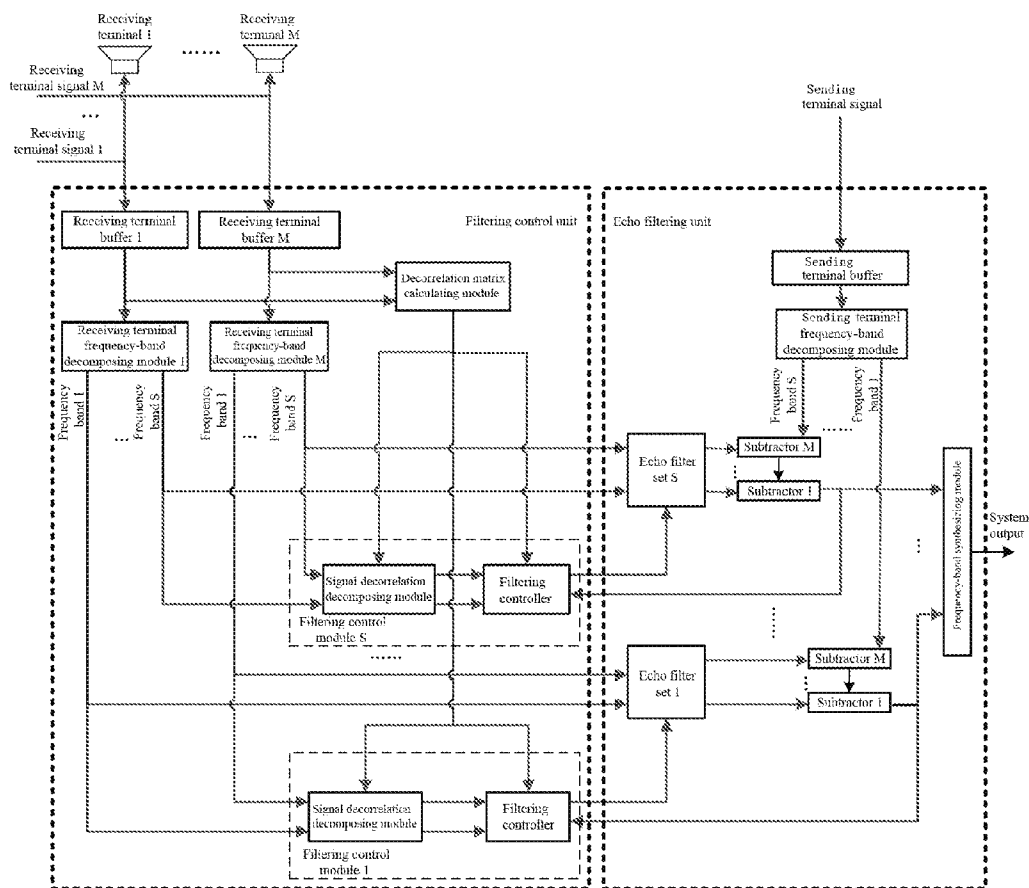 Receiving
terminal 1
......
Receiving
terminal M
Receiving
terminal signal M
...
Receiving
terminal signal 1
Sending
terminal signal
Receiving terminal
buffer 1
Receiving terminal
buffer M
Filtering control unit
Echo filtering unit
Decorrelation matrix
calculating module
Sending
terminal buffer
Receiving terminal
frequency-band
decomposing module 1
Receiving terminal
frequency-band
decomposing module M
Sending terminal
frequency-band
decomposing module
Frequency
band 1
...
Frequency
band S
Frequency
band 1
...
Frequency
band S
Frequency
band S
......
Frequency
band 1
Echo filter
set S
Subtractor M
...
Subtractor 1
Frequency-band synthesizing module
System
output
...
Signal decorrelation
decomposing module
Filtering
controller
Filtering control
module S
......
....
Echo filter
set 1
Subtractor M
...
Subtractor 1
Signal decorrelation
decomposing module
Filtering
controller
Filtering control
module 1